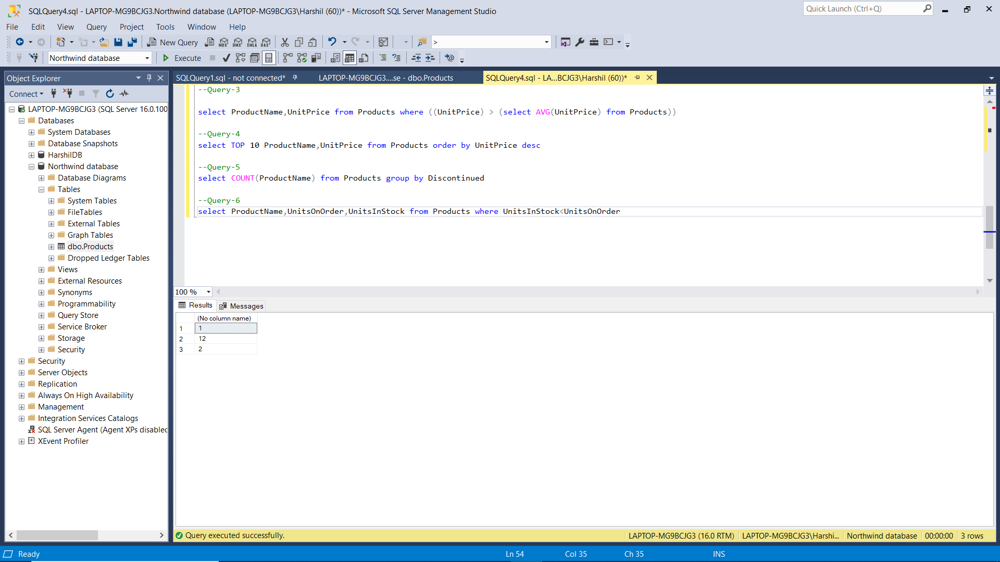 SQLQuery4.sql - LAPTOP-MG9BCJG3.Northwind database (LAPTOP-MG9BCJG3\Harshil (60))* - Microsoft SQL Server Management Studio
Quick Launch (Ctrl+Q)
File Edit View Query Project Tools Window Help
New Query
MDX DMX XMLA DAX
>
Northwind database
Execute
Object Explorer
SQLQuery1.sql - not connected*
LAPTOP-MG9BCJG3....se - dbo.Products
SQLQuery4.sql - LA...BCJG3\Harshil (60))*
Connect
LAPTOP-MG9BCJG3 (SQL Server 16.0.100
Databases
System Databases
Database Snapshots
HarshilDB
Northwind database
Database Diagrams
Tables
System Tables
FileTables
External Tables
Graph Tables
dbo.Products
Dropped Ledger Tables
Views
External Resources
Synonyms
Programmability
Query Store
Service Broker
Storage
Security
Security
Server Objects
Replication
Always On High Availability
Management
Integration Services Catalogs
SQL Server Agent (Agent XPs disabled
XEvent Profiler
--Query-3
select ProductName,UnitPrice from Products where ((UnitPrice) > (select AVG(UnitPrice) from Products))
--Query-4
select TOP 10 ProductName,UnitPrice from Products order by UnitPrice desc
--Query-5
select COUNT(ProductName) from Products group by Discontinued
--Query-6
select ProductName,UnitsOnOrder,UnitsInStock from Products where UnitsInStock<UnitsOnOrder
100 %
Results
Messages
(No column name)
1 1
2 12
3 2
Query executed successfully.
LAPTOP-MG9BCJG3 (16.0 RTM)
LAPTOP-MG9BCJG3\Harshi...
Northwind database
00:00:00
3 rows
Ready
Ln 54
Col 35
Ch 35
INS